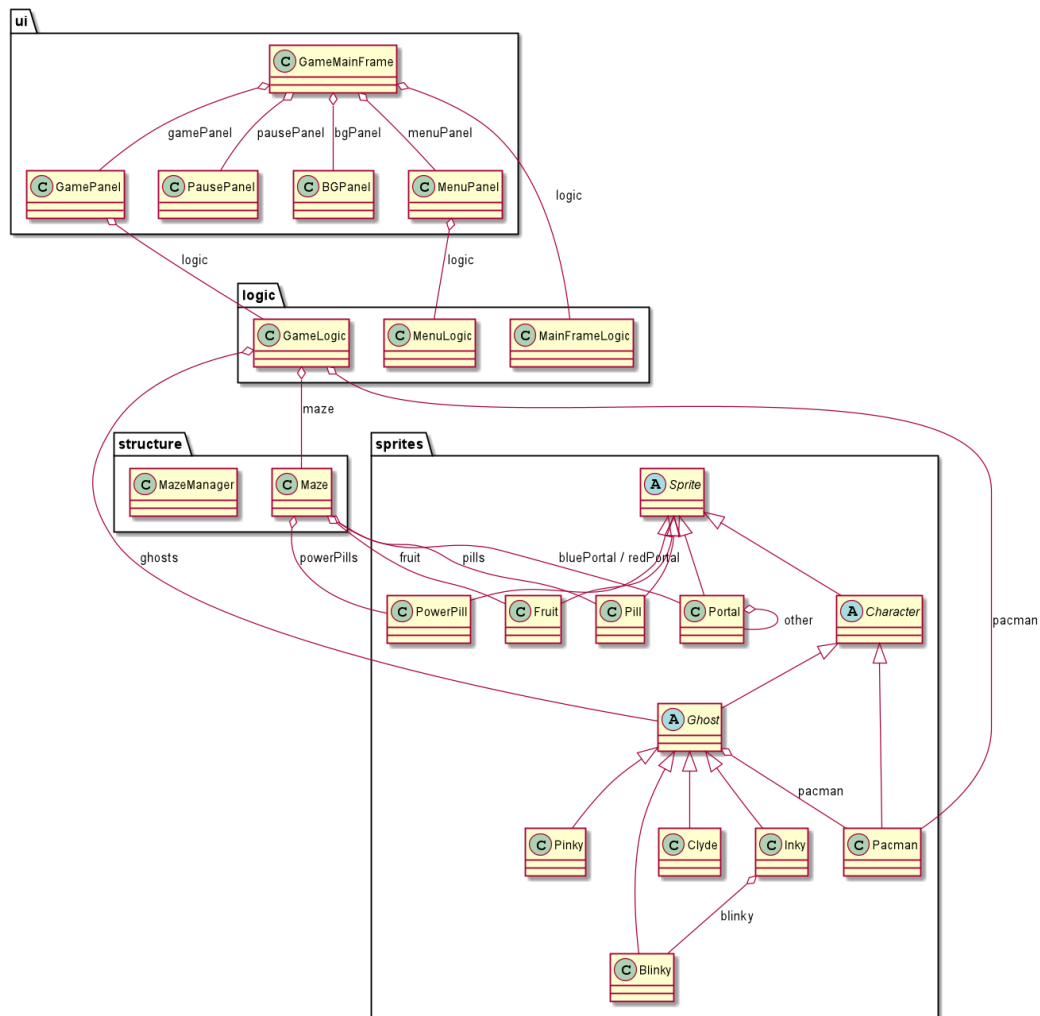 ui
C GameMainFrame
gamePanel
pausePanel
bgPanel
menuPanel
C GamePanel
C PausePanel
C BGPanel
C MenuPanel
logic
logic
logic
logic
C GameLogic
C MenuLogic
C MainFrameLogic
maze
structure
C MazeManager
C Maze
sprites
A Sprite
ghosts
powerPills
fruit
pills
bluePortal / redPortal
C PowerPill
C Fruit
C Pill
C Portal
other
A Character
pacman
A Ghost
pacman
C Pinky
C Clyde
C Inky
C Pacman
blinky
C Blinky